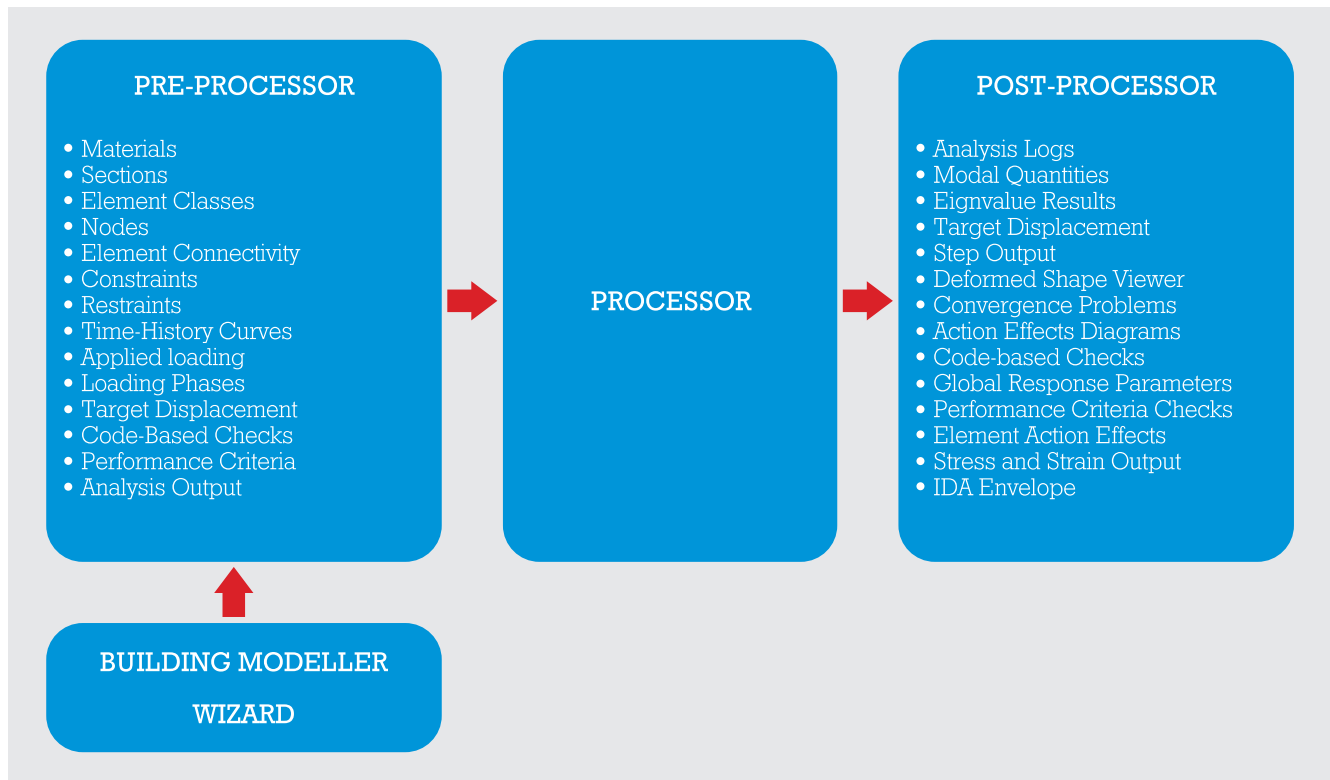 PRE-PROCESSOR
• Materials
• Sections
• Element Classes
• Nodes
• Element Connectivity
• Constraints
• Restraints
• Time-History Curves
• Applied loading
• Loading Phases
• Target Displacement
• Code-Based Checks
• Performance Criteria
• Analysis Output
PROCESSOR
POST-PROCESSOR
• Analysis Logs
• Modal Quantities
• Eignvalue Results
• Target Displacement
• Step Output
• Deformed Shape Viewer
• Convergence Problems
• Action Effects Diagrams
• Code-based Checks
• Global Response Parameters
• Performance Criteria Checks
• Element Action Effects
• Stress and Strain Output
• IDA Envelope
BUILDING MODELLER
WIZARD